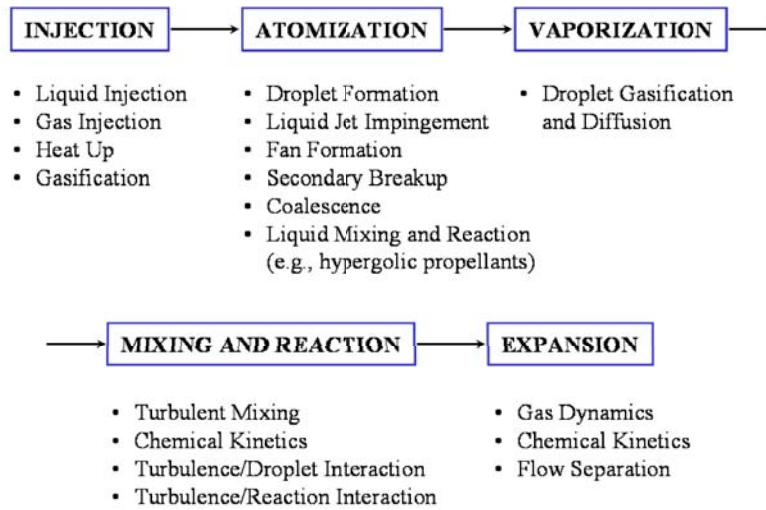 INJECTION
ATOMIZATION
VAPORIZATION
• Liquid Injection
• Gas Injection
• Heat Up
• Gasification
• Droplet Formation
• Liquid Jet Impingement
• Fan Formation
• Secondary Breakup
• Coalescence
• Liquid Mixing and Reaction
(e.g., hypergolic propellants)
• Droplet Gasification
and Diffusion
MIXING AND REACTION
EXPANSION
• Turbulent Mixing
• Chemical Kinetics
• Turbulence/Droplet Interaction
• Turbulence/Reaction Interaction
• Gas Dynamics
• Chemical Kinetics
• Flow Separation